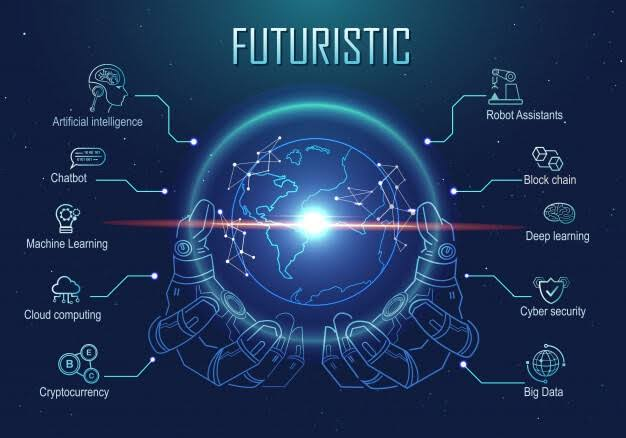 FUTURISTIC
Artificial intelligence
Robot Assistants
Chatbot
Block chain
Machine Learning
Deep learning
Cloud computing
Cyber security
B
E
C
Cryptocurrency
Big Data